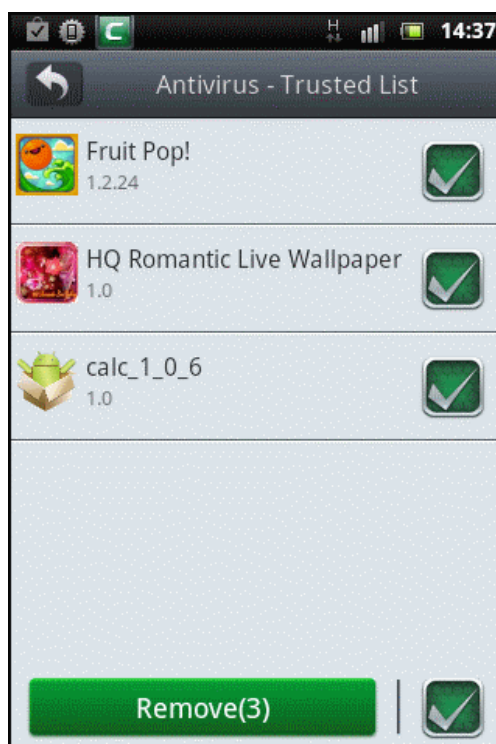 H 14:37
Antivirus - Trusted List
Fruit Pop!
1.2.24
HQ Romantic Live Wallpaper
1.0
calc_1_0_6
1.0
Remove(3)